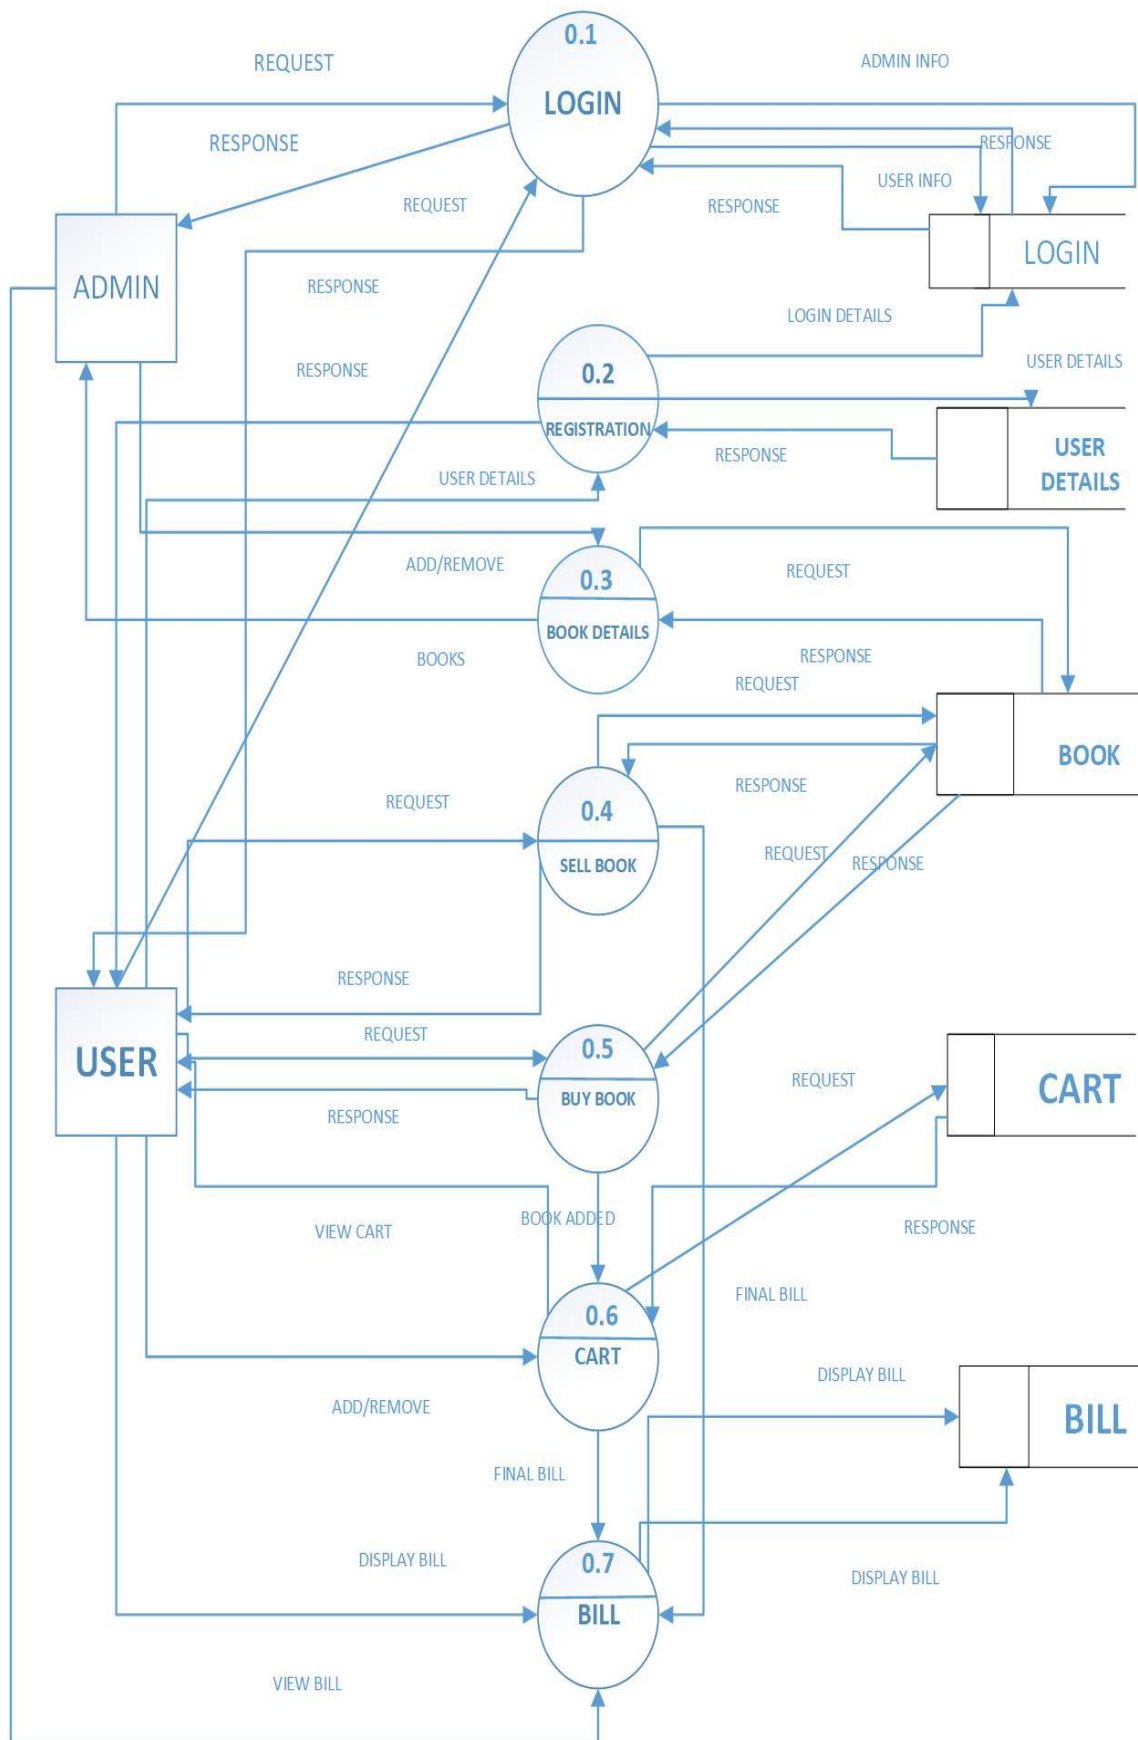 0.1
REQUEST
ADMIN INFO
LOGIN
RESPONSE
RESPONSE
REQUEST
RESPONSE
USER INFO
LOGIN
ADMIN
RESPONSE
LOGIN DETAILS
RESPONSE
0.2
USER DETAILS
REGISTRATION
RESPONSE
USER
DETAILS
USER DETAILS
ADD/REMOVE
0.3
REQUEST
BOOK DETAILS
BOOKS
RESPONSE
REQUEST
BOOK
RESPONSE
REQUEST
0.4
REQUEST
RESPONSE
SELL BOOK
RESPONSE
REQUEST
0.5
USER
BUY BOOK
REQUEST
CART
RESPONSE
BOOK ADDED
VIEW CART
RESPONSE
FINAL BILL
0.6
CART
DISPLAY BILL
ADD/REMOVE
BILL
FINAL BILL
DISPLAY BILL
0.7
DISPLAY BILL
BILL
VIEW BILL